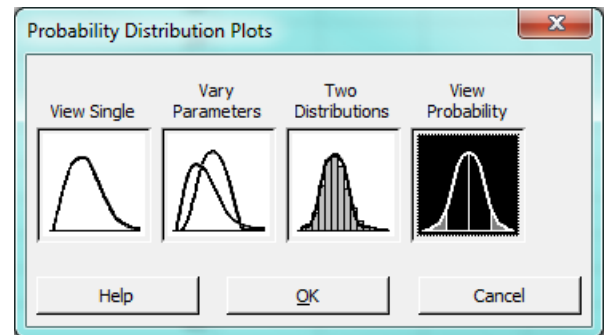 Probability Distribution Plots
View Single
Vary
Parameters
Two
Distributions
View
Probability
Help
OK
Cancel